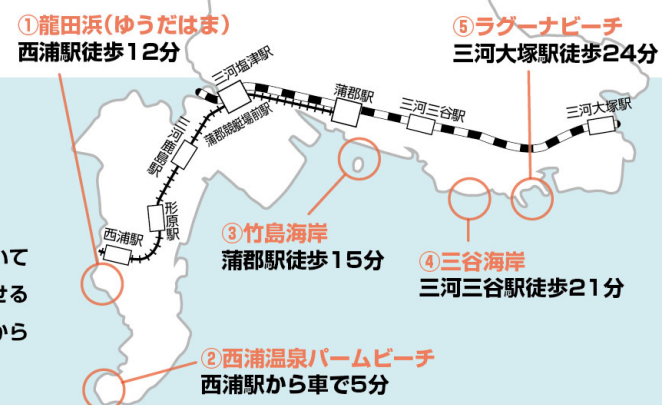 ①龍田浜(ゆうだはま)
西浦駅徒歩12分
⑤ラグーナビーチ
三河大塚駅徒歩24分
三河塩津駅
蒲郡競艇場前駅
蒲郡駅
三河三谷駅
三河大塚駅
三河鹿島駅
形原駅
西浦駅
③竹島海岸
蒲郡駅徒歩15分
④三谷海岸
三河三谷駅徒歩21分
いて
せる
から
②西浦温泉パームビーチ
西浦駅から車で5分